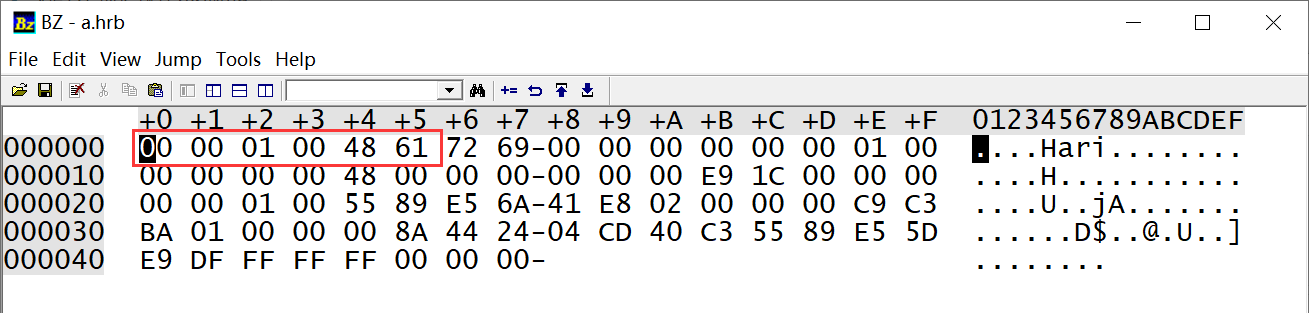 BZ - a.hrb
File Edit View Jump Tools Help
+0 +1 +2 +3 +4 +5 +6 +7 -8 +9 +A +B +C +D +E +F 0123456789ABCDEF
000000 00 00 01 00 48 61 72 69-00 00 00 00 00 00 01 00 ....Hari........
000010 00 00 00 00 48 00 00 00-00 00 00 E9 1C 00 00 00 ....H...........
000020 00 00 01 00 55 89 E5 6A-41 E8 02 00 00 00 C9 C3 ....U..jA.......
000030 BA 01 00 00 00 8A 44 24-04 CD 40 C3 55 89 E5 5D ......D$..@.U..]
000040 E9 DF FF FF FF 00 00 00- ........